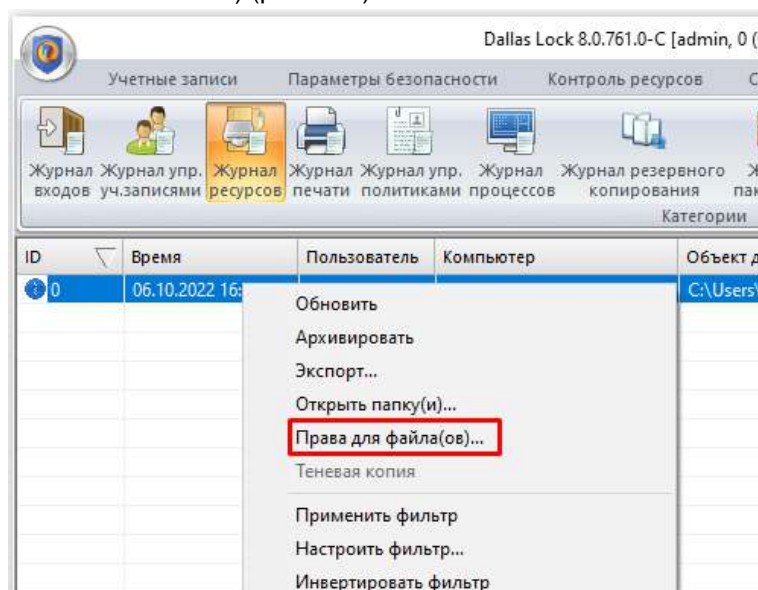 Dallas Lock 8.0.761.0-C [admin, 0 (
Учетные записи Параметры безопасности Контроль ресурсов
Журнал входов Журнал упр. уч.записями Журнал ресурсов Журнал печати Журнал упр. политиками Журнал процессов Журнал резервного копирования
Категории
ID Время Пользователь Компьютер Объект д
0 06.10.2022 16: C:\Users\
Обновить
Архивировать
Экспорт...
Открыть папку(и)...
Права для файла(ов)...
Теневая копия
Применить фильтр
Настроить фильтр...
Инвертировать фильтр